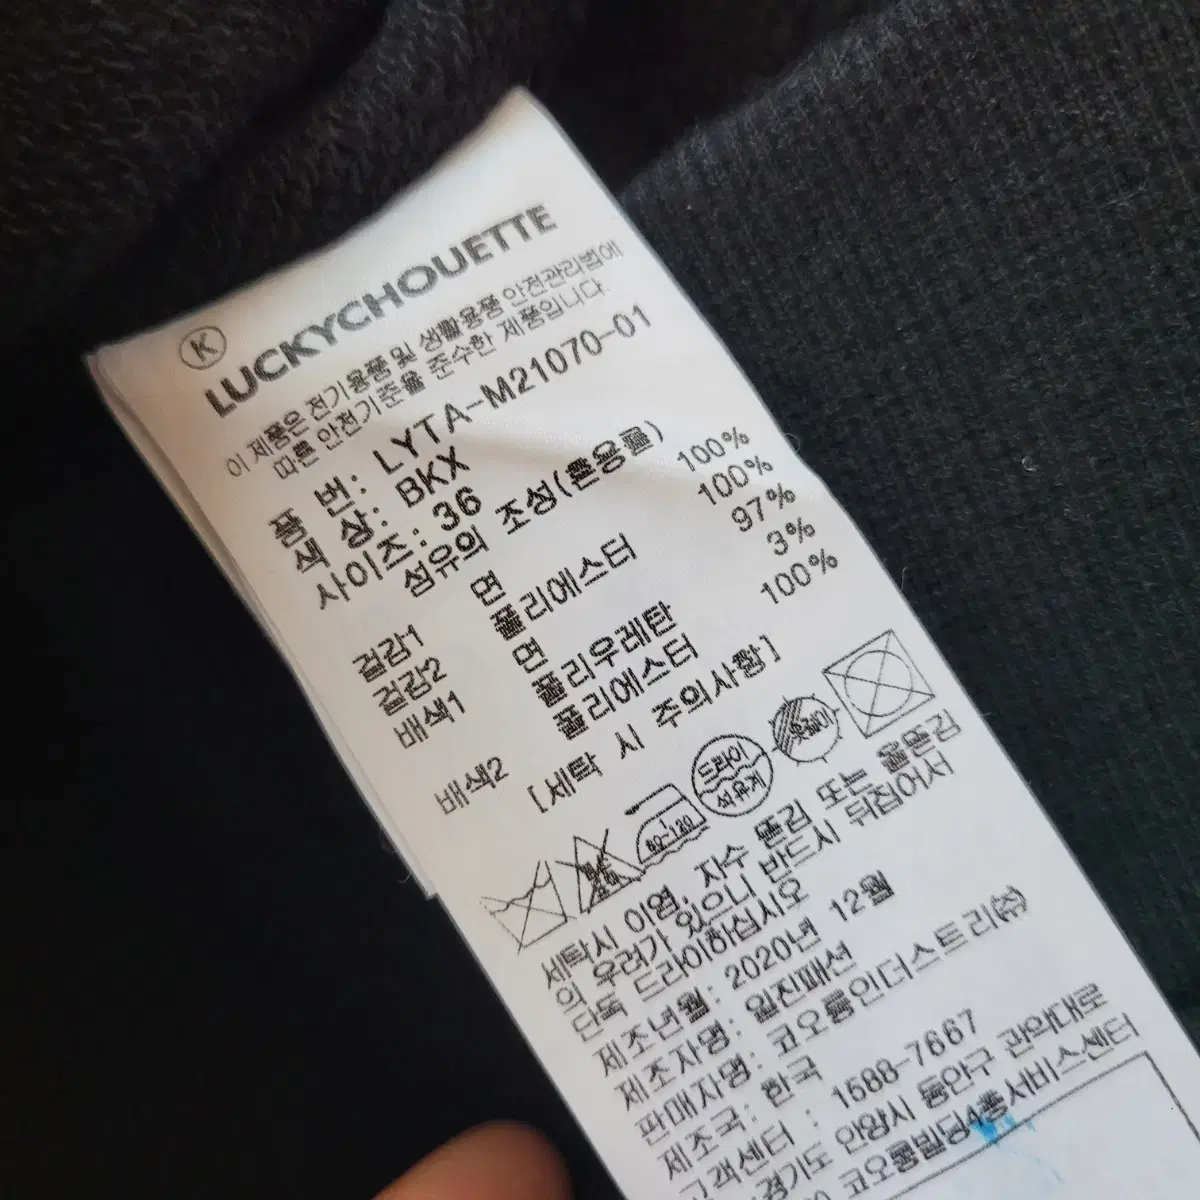 K
LUCKYCHOUETTE
이 제품은 전기용품 및 생활용품 안전관리법에
따른 안전기준을 준수한 제품입니다.
품 번: LYTA-M21070-01
색 상: BKX
사이즈: 36
섬유의 조성(혼용률)
겉감1 면 100%
겉감2 폴리에스터 100%
배색1 면 97%
폴리우레탄 3%
배색2 폴리에스터 100%
[세탁 시 주의사항]
80~120
드라이
석유계
옷걸이
세탁시 이염, 자수 뜯김 또는 올뜯김
의 우려가 있으니 반드시 뒤집어서
단독 드라이하십시오
제조년월: 2020년 12월
제조자명: 일진패션
판매자명: 코오롱인더스트리(주)
제조국: 한국
고객센터 : 1588-7667
경기도 안양시 동안구 관악대로
코오롱빌딩4층서비스센터